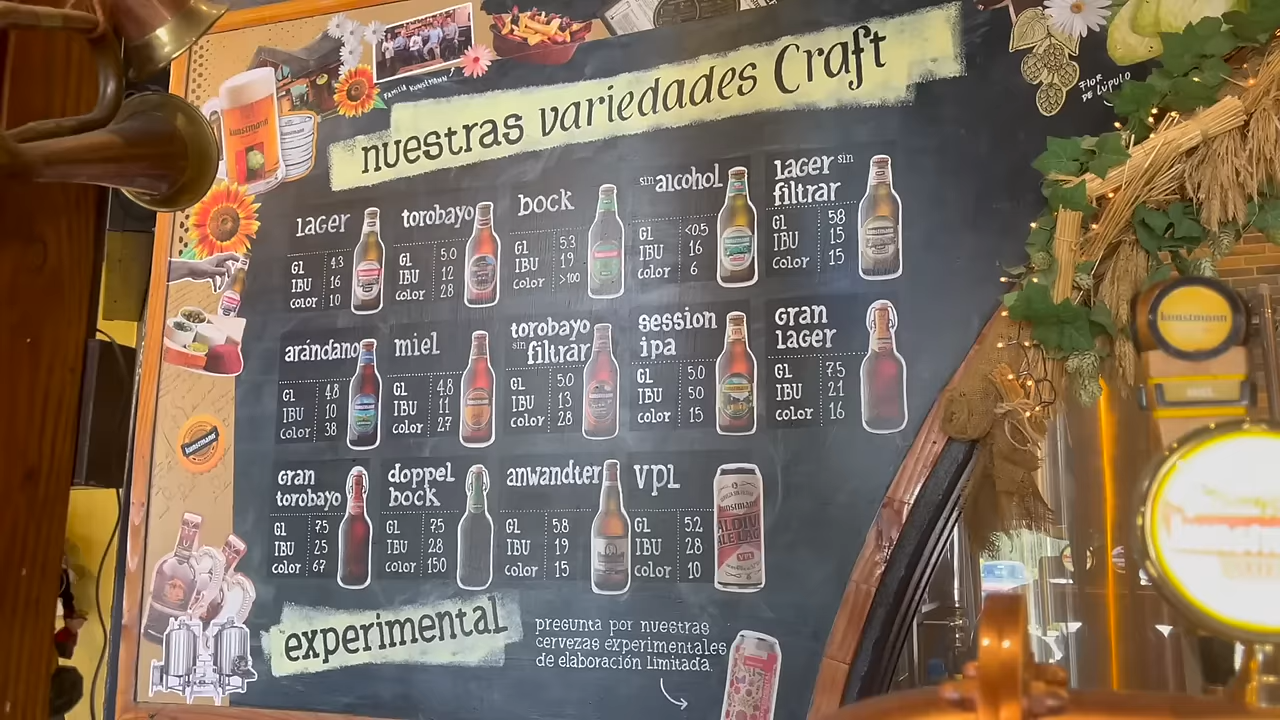 familia kunstmann
nuestras variedades Craft
flor
de lúpulo
kunstmann
lager
Gl 4.3
IBU 16
color 10
torobayo
Gl 5.0
IBU 12
color 28
bock
Gl 5.3
IBU 19
color >100
sin alcohol
Gl <0.5
IBU 16
color 6
lager sin
filtrar
Gl 5.8
IBU 15
color 15
arándano
Gl 4.8
IBU 10
color 38
miel
Gl 4.8
IBU 11
color 27
torobayo
sin filtrar
Gl 5.0
IBU 13
color 28
session
ipa
Gl 5.0
IBU 50
color 15
gran
lager
Gl 7.5
IBU 21
color 16
kunstmann
kunstmann
gran
torobayo
Gl 7.5
IBU 25
color 67
doppel
bock
Gl 7.5
IBU 28
color 150
anwandter
Gl 5.8
IBU 19
color 15
vpl
Gl 5.2
IBU 28
color 10
kunstmann
VPL
experimental
pregunta por nuestras
cervezas experimentales
de elaboración limitada.